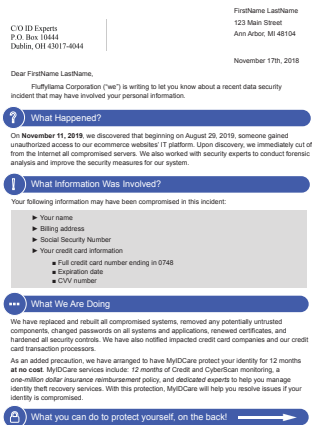 FirstName LastName
123 Main Street
Ann Arbor, MI 48104
C/O ID Experts
P.O. Box 10444
Dublin, OH 43017-4044
November 17th, 2018
Dear FirstName LastName,
Fluffyllama Corporation ("we") is writing to let you know about a recent data security
incident that may have involved your personal information.
? What Happened?
On November 11, 2019, we discovered that beginning on August 29, 2019, someone gained
unauthorized access to our ecommerce websites' IT platform. Upon discovery, we immediately cut of
from the Internet all compromised servers. We also worked with security experts to conduct forensic
analysis and improve the security measures for our system.
! What Information Was Involved?
Your following information may have been compromised in this incident:
► Your name
► Billing address
► Social Security Number
► Your credit card information
■ Full credit card number ending in 0748
■ Expiration date
■ CVV number
What We Are Doing
We have replaced and rebuilt all compromised systems, removed any potentially untrusted
components, changed passwords on all systems and applications, renewed certificates, and
hardened all security controls. We have also notified impacted credit card companies and our credit
card transaction processors.
As an added precaution, we have arranged to have MyIDCare protect your identity for 12 months
at no cost. MyIDCare services include: 12 months of Credit and CyberScan monitoring, a
one-million dollar insurance reimbursement policy, and dedicated experts to help you manage
identity theft recovery services. With this protection, MyIDCare will help you resolve issues if your
identity is compromised.
What you can do to protect yourself, on the back!